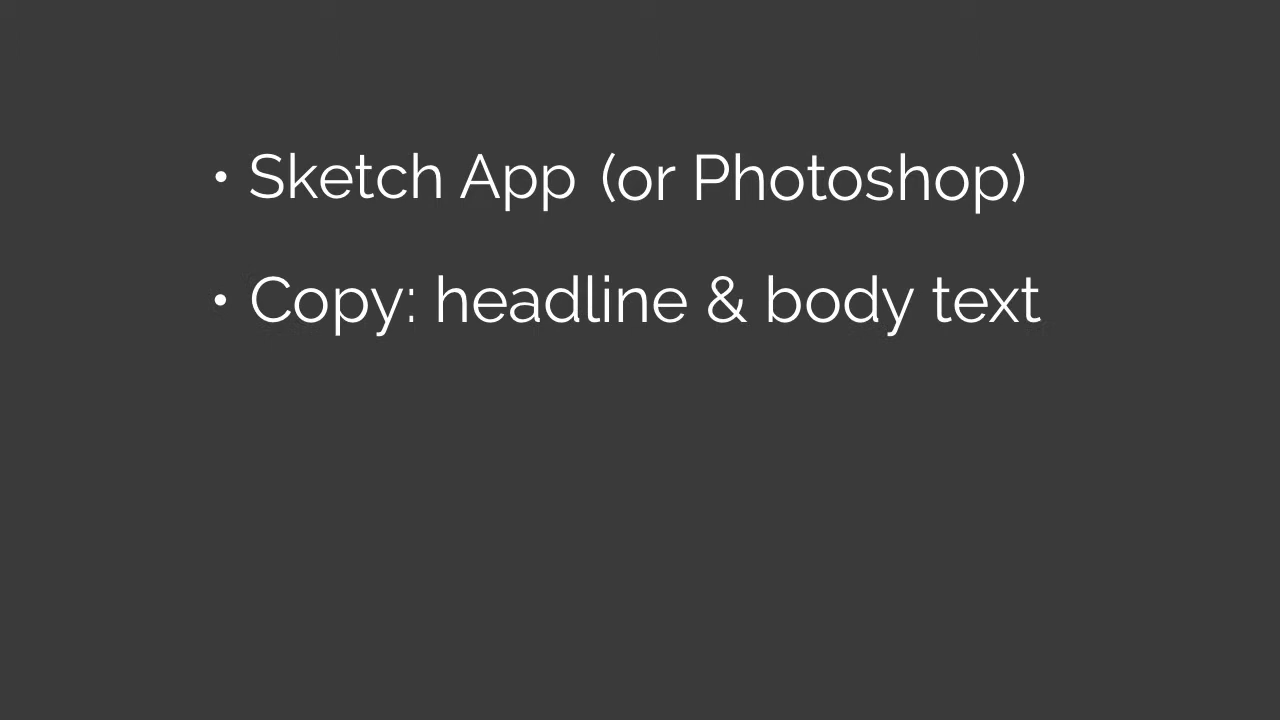 • Sketch App (or Photoshop)
• Copy: headline & body text